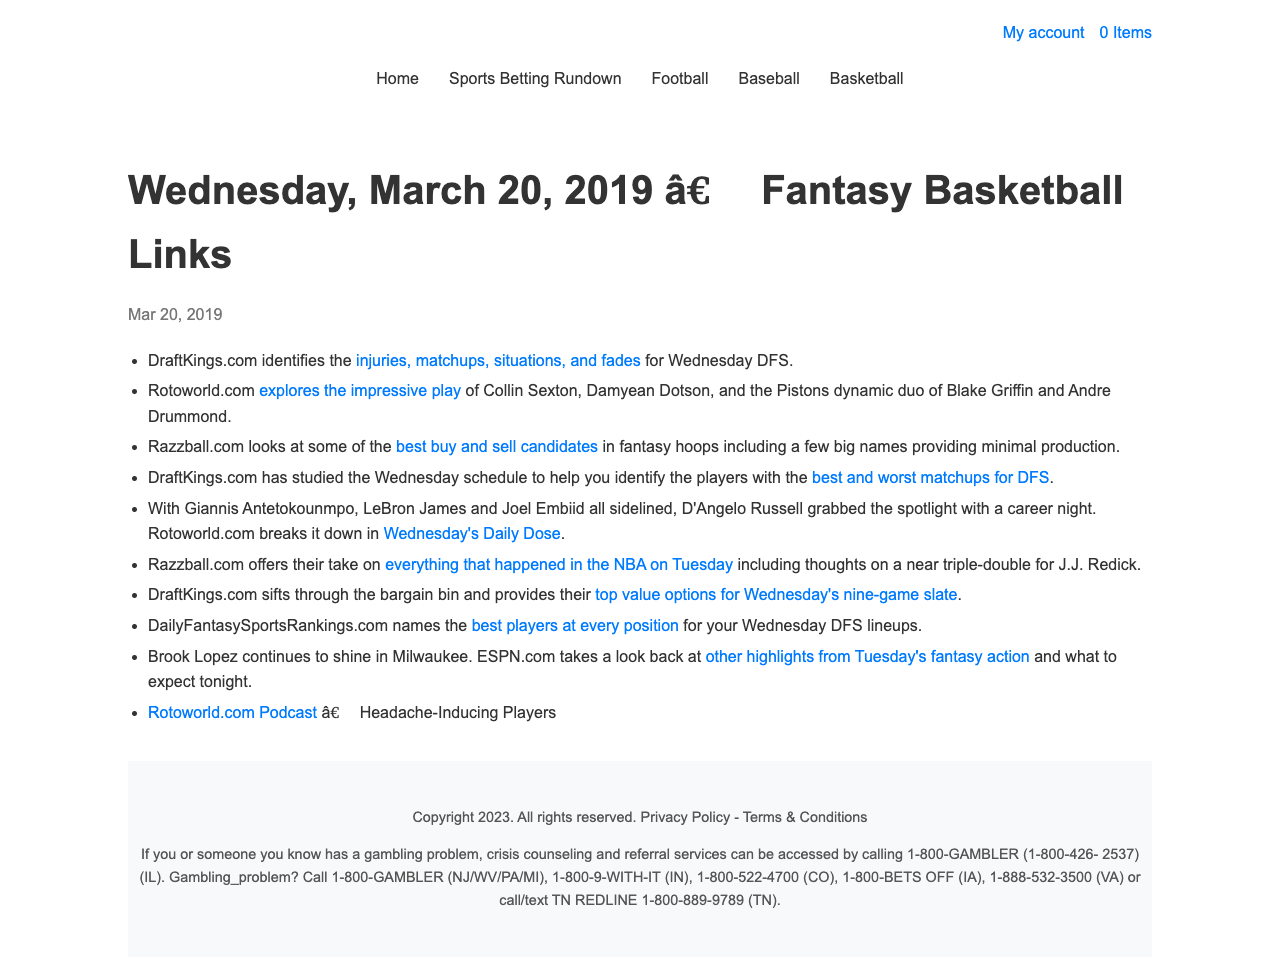 My account 0 Items
Home Sports Betting Rundown Football Baseball Basketball
Wednesday, March 20, 2019 â€ Fantasy Basketball
Links
Mar 20, 2019
• DraftKings.com identifies the injuries, matchups, situations, and fades for Wednesday DFS.
• Rotoworld.com explores the impressive play of Collin Sexton, Damyean Dotson, and the Pistons dynamic duo of Blake Griffin and Andre
Drummond.
• Razzball.com looks at some of the best buy and sell candidates in fantasy hoops including a few big names providing minimal production.
• DraftKings.com has studied the Wednesday schedule to help you identify the players with the best and worst matchups for DFS.
• With Giannis Antetokounmpo, LeBron James and Joel Embiid all sidelined, D'Angelo Russell grabbed the spotlight with a career night.
Rotoworld.com breaks it down in Wednesday's Daily Dose.
• Razzball.com offers their take on everything that happened in the NBA on Tuesday including thoughts on a near triple-double for J.J. Redick.
• DraftKings.com sifts through the bargain bin and provides their top value options for Wednesday's nine-game slate.
• DailyFantasySportsRankings.com names the best players at every position for your Wednesday DFS lineups.
• Brook Lopez continues to shine in Milwaukee. ESPN.com takes a look back at other highlights from Tuesday's fantasy action and what to
expect tonight.
• Rotoworld.com Podcast â€ Headache-Inducing Players
Copyright 2023. All rights reserved. Privacy Policy - Terms & Conditions
If you or someone you know has a gambling problem, crisis counseling and referral services can be accessed by calling 1-800-GAMBLER (1-800-426- 2537)
(IL). Gambling_problem? Call 1-800-GAMBLER (NJ/WV/PA/MI), 1-800-9-WITH-IT (IN), 1-800-522-4700 (CO), 1-800-BETS OFF (IA), 1-888-532-3500 (VA) or
call/text TN REDLINE 1-800-889-9789 (TN).